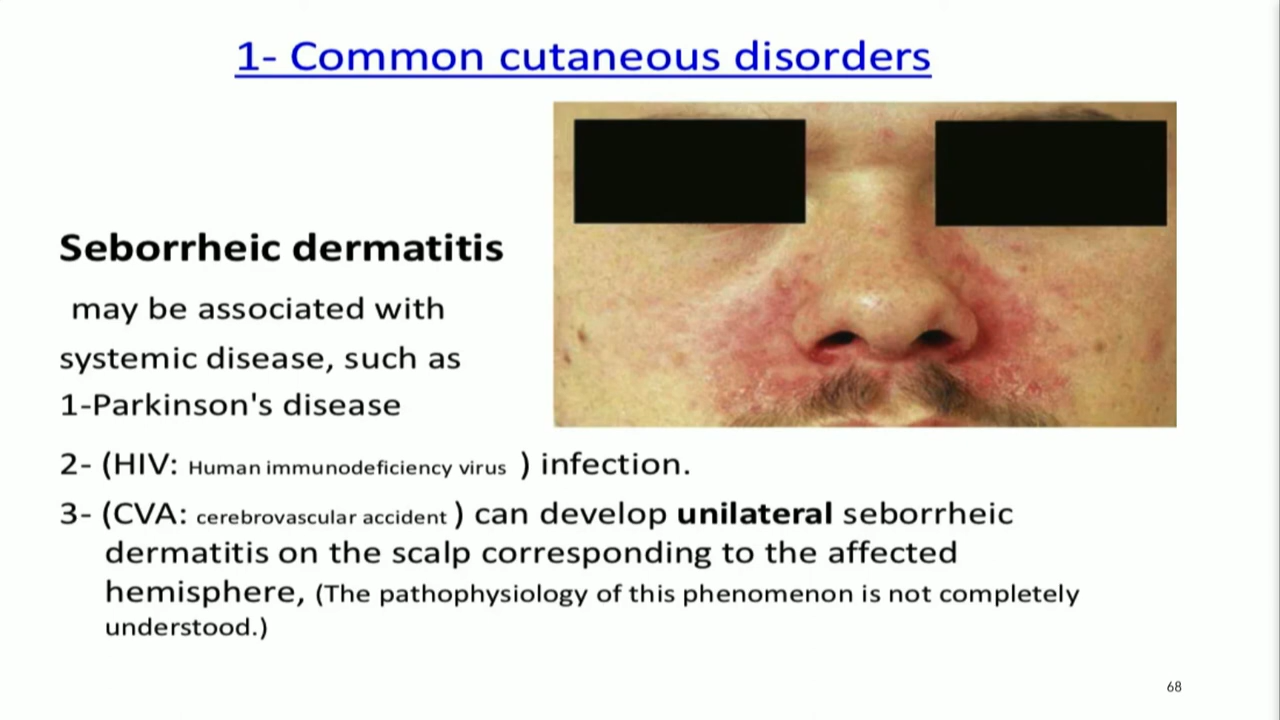 1- Common cutaneous disorders
Seborrheic dermatitis
may be associated with
systemic disease, such as
1-Parkinson's disease
2- (HIV: Human immunodeficiency virus ) infection.
3- (CVA: cerebrovascular accident ) can develop unilateral seborrheic
dermatitis on the scalp corresponding to the affected
hemisphere, (The pathophysiology of this phenomenon is not completely
understood.)
68